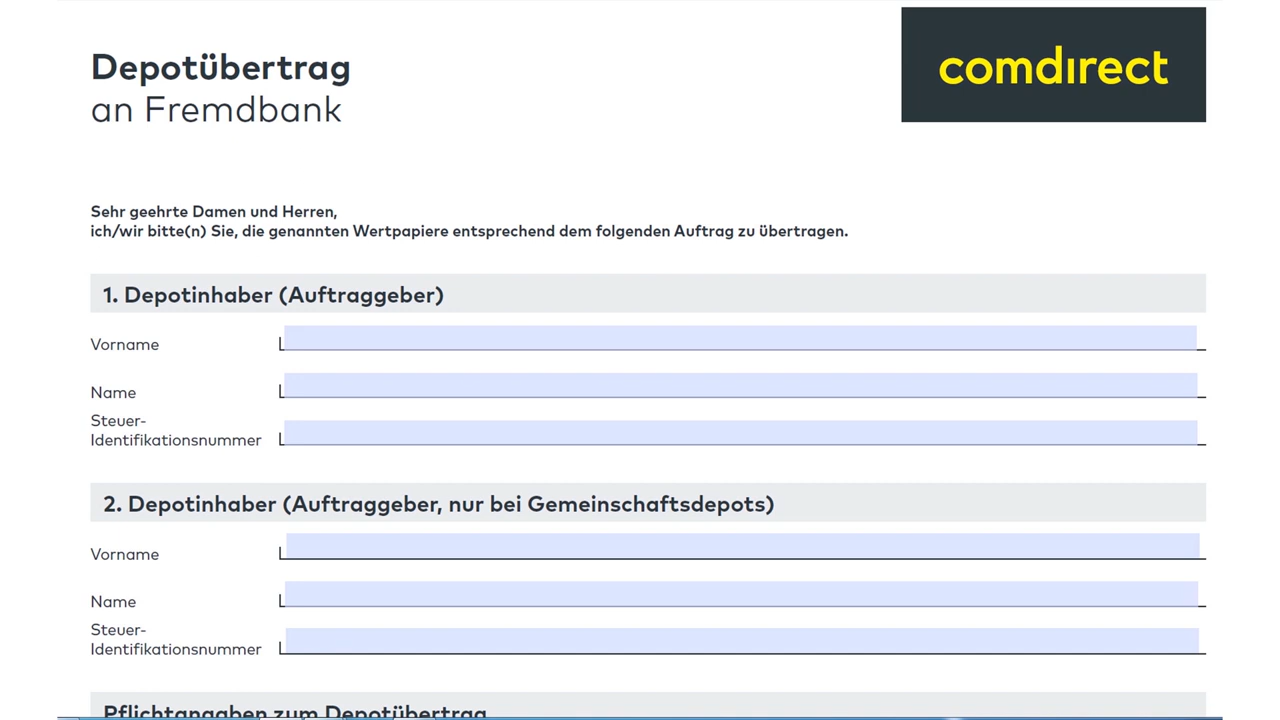 Depotübertrag
an Fremdbank
comdırect
Sehr geehrte Damen und Herren,
ich/wir bitte(n) Sie, die genannten Wertpapiere entsprechend dem folgenden Auftrag zu übertragen.
1. Depotinhaber (Auftraggeber)
Vorname
Name
Steuer-
Identifikationsnummer
2. Depotinhaber (Auftraggeber, nur bei Gemeinschaftsdepots)
Vorname
Name
Steuer-
Identifikationsnummer
Pflichtangaben zum Depotübertrag